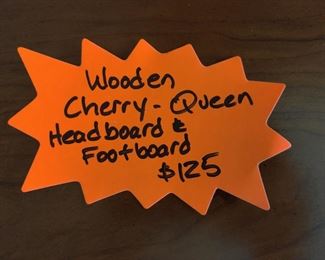 Wooden
Cherry - Queen
Headboard &
Footboard
$125